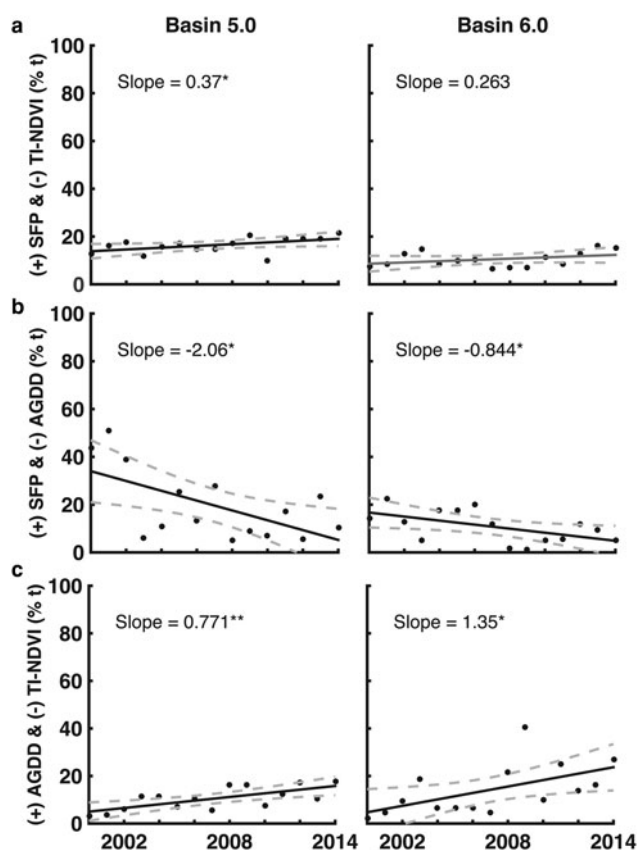 a
Basin 5.0
Basin 6.0
(+) SFP & (-) TI-NDVI (% t)
100
80
60
40
20
0
Slope = 0.37*
Slope = 0.263
b
(+) SFP & (-) AGDD (% t)
100
80
60
40
20
0
Slope = -2.06*
Slope = -0.844*
c
(+) AGDD & (-) TI-NDVI (% t)
100
80
60
40
20
0
Slope = 0.771**
Slope = 1.35*
2002 2008 2014 2002 2008 2014